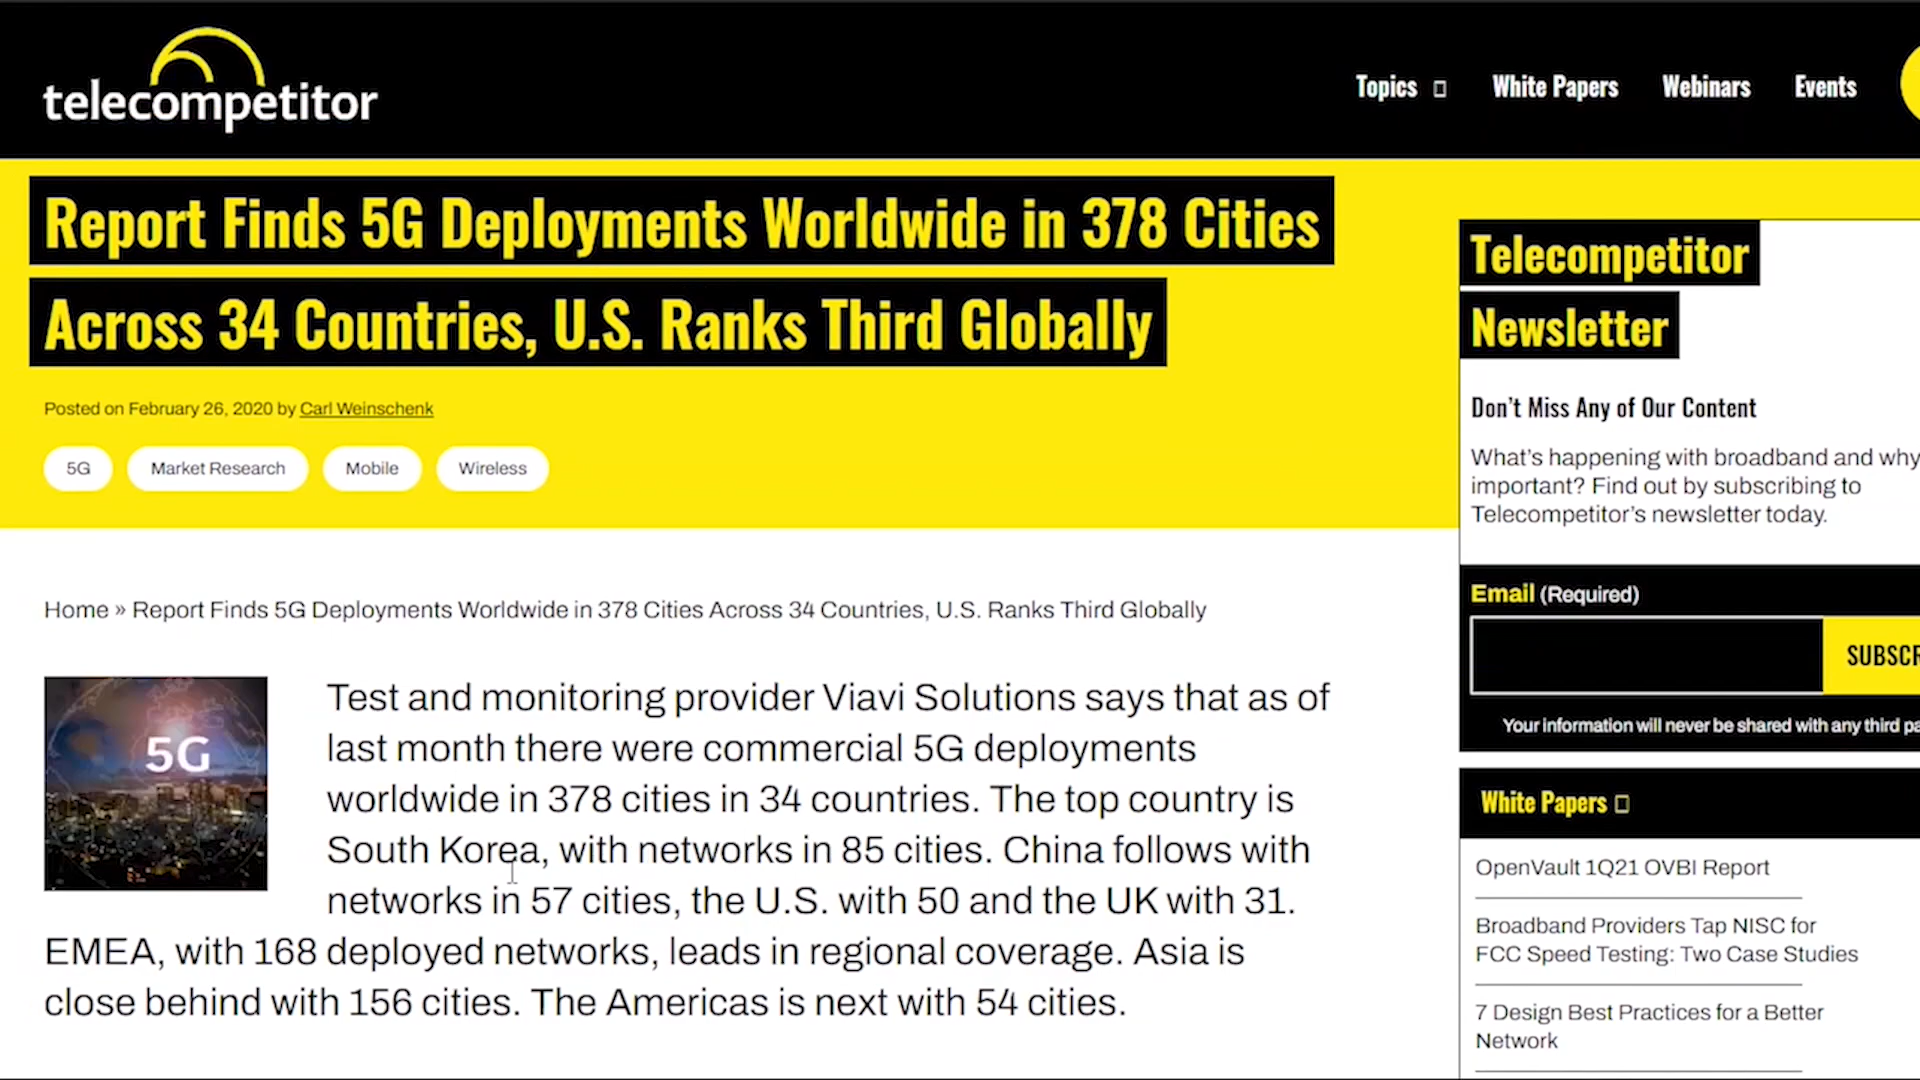 telecompetitor
Topics
White Papers
Webinars
Events
Report Finds 5G Deployments Worldwide in 378 Cities
Across 34 Countries, U.S. Ranks Third Globally
Posted on February 26, 2020 by Carl Weinschenk
5G
Market Research
Mobile
Wireless
Home » Report Finds 5G Deployments Worldwide in 378 Cities Across 34 Countries, U.S. Ranks Third Globally
5G
Test and monitoring provider Viavi Solutions says that as of
last month there were commercial 5G deployments
worldwide in 378 cities in 34 countries. The top country is
South Korea, with networks in 85 cities. China follows with
networks in 57 cities, the U.S. with 50 and the UK with 31.
EMEA, with 168 deployed networks, leads in regional coverage. Asia is
close behind with 156 cities. The Americas is next with 54 cities.
Telecompetitor
Newsletter
Don't Miss Any of Our Content
What's happening with broadband and why
important? Find out by subscribing to
Telecompetitor's newsletter today.
Email (Required)
SUBSCR
Your information will never be shared with any third pa
White Papers
OpenVault 1Q21 OVBI Report
Broadband Providers Tap NISC for
FCC Speed Testing: Two Case Studies
7 Design Best Practices for a Better
Network